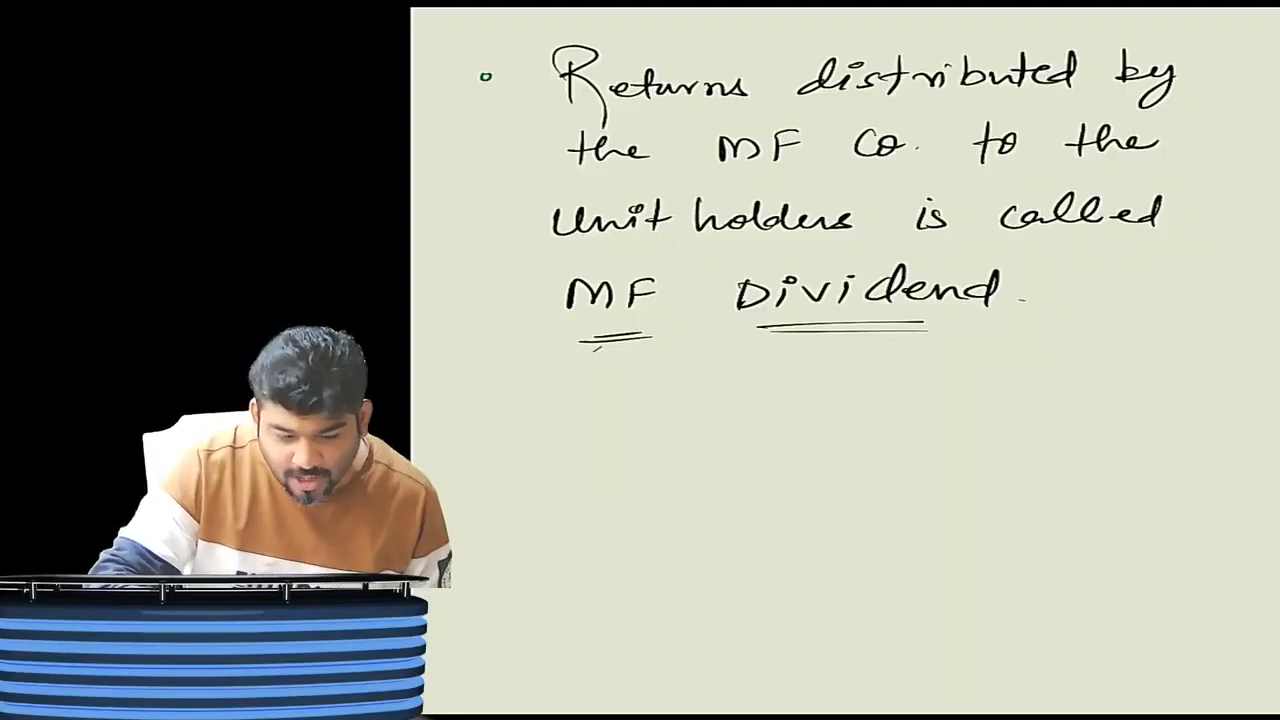 Returns distributed by
the MF Co. to the
unit holders is called
MF Dividend.